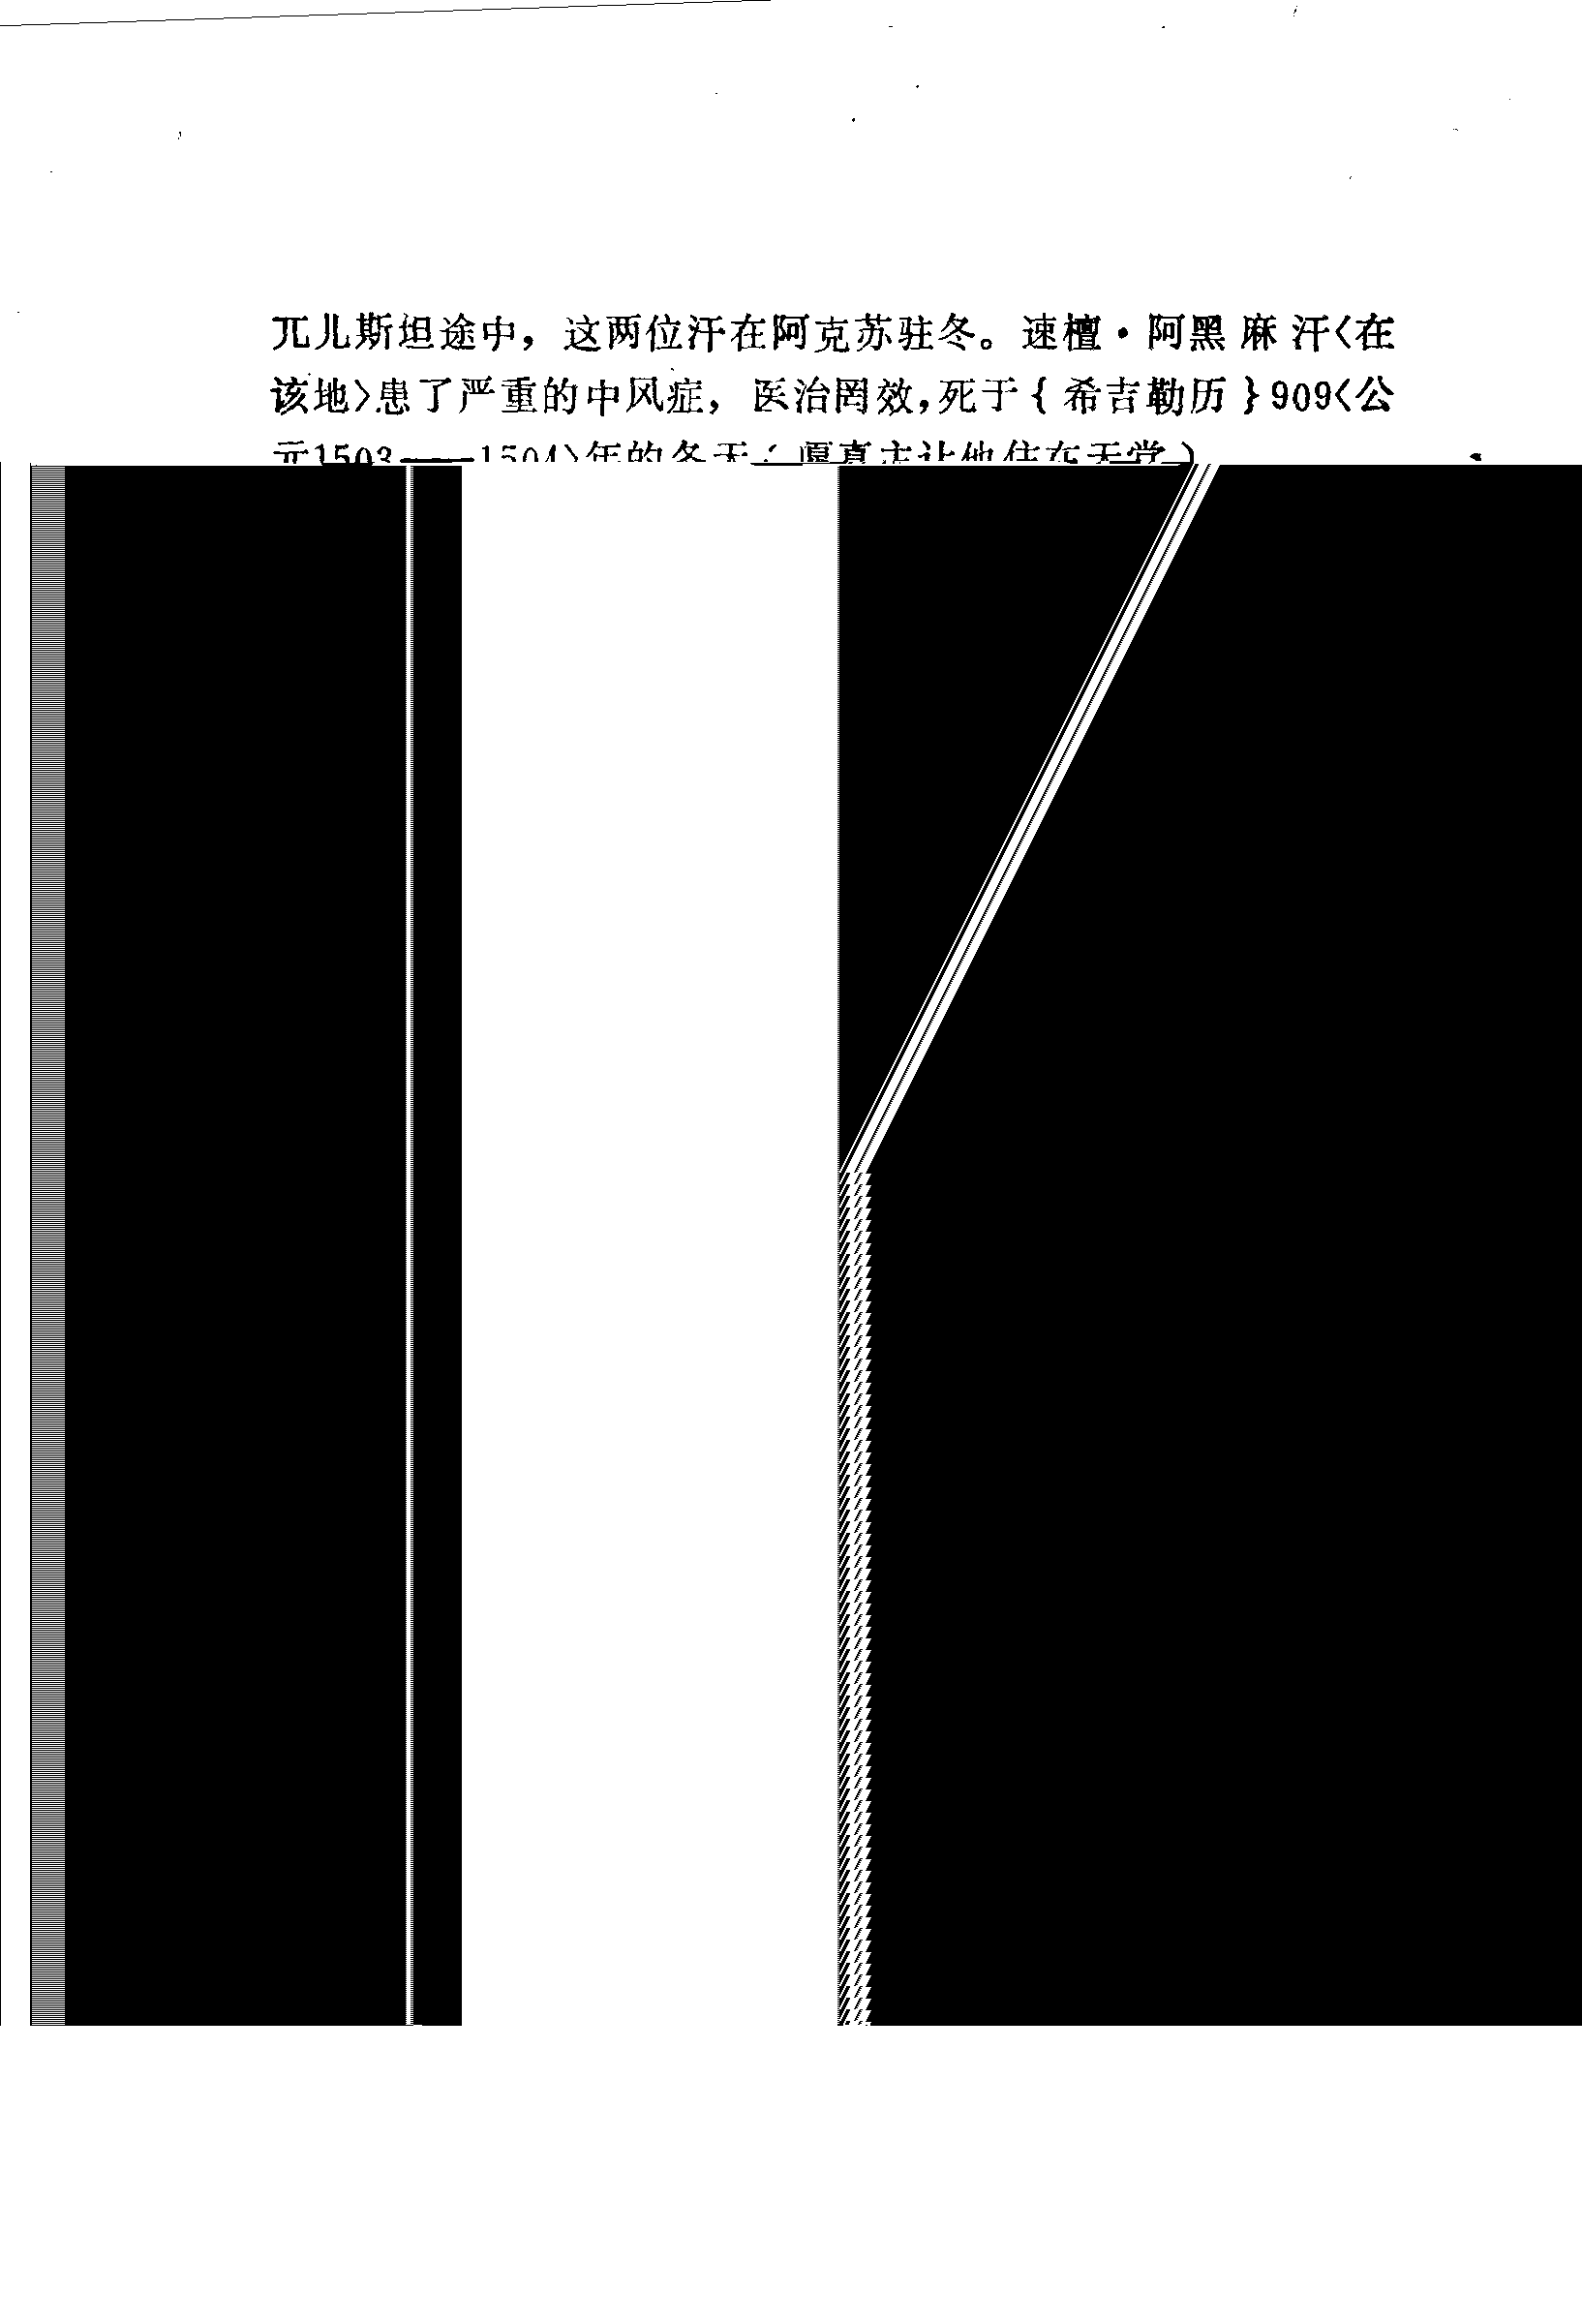 兀儿斯坦途中，这两位汗在阿克苏驻冬。速檀·阿黑麻汗〈在
该地〉患了严重的中风症，医治罔效，死于{希吉勒历}909〈公
元1503——1504〉年的冬天（愿真主让他住在天堂）